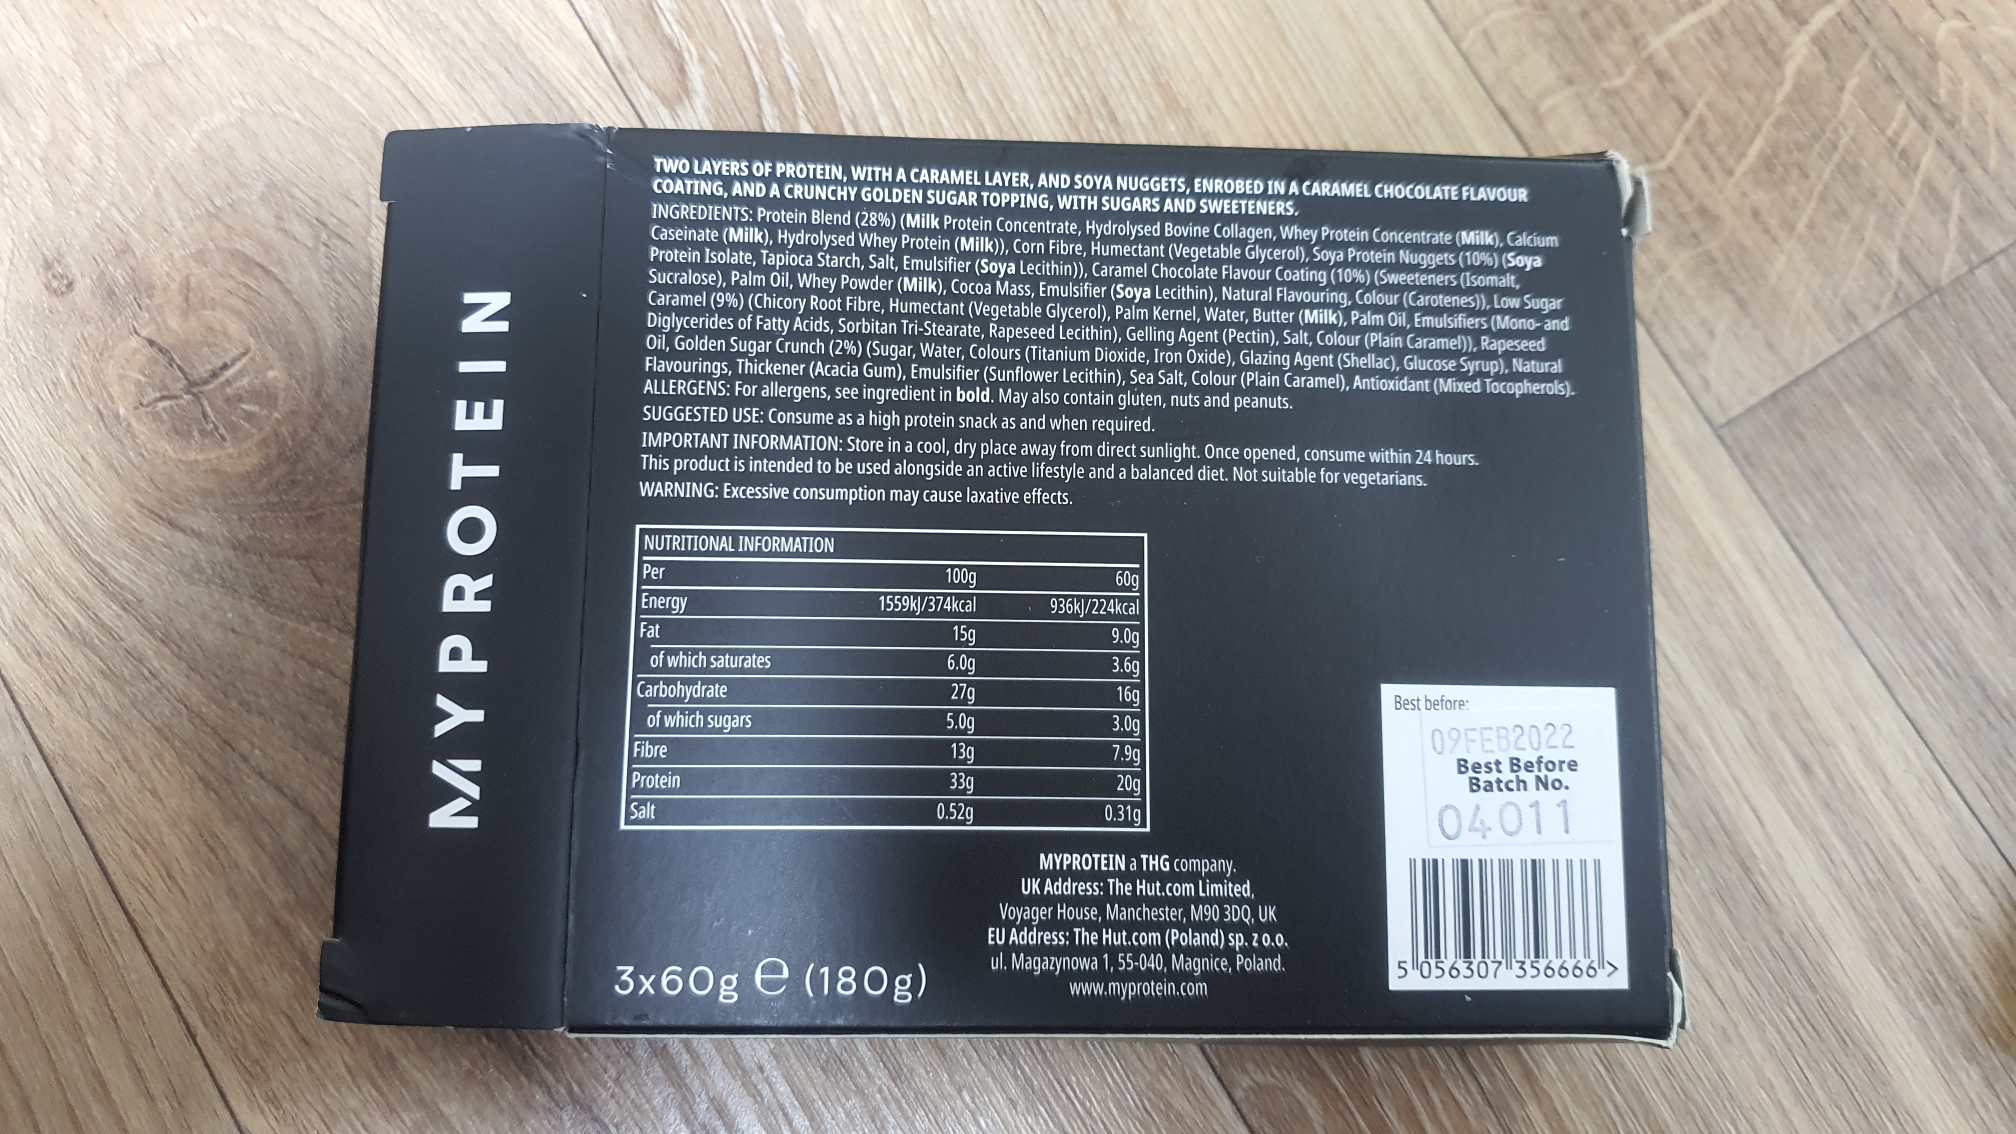 MYPROTEIN
TWO LAYERS OF PROTEIN, WITH A CARAMEL LAYER, AND SOYA NUGGETS, ENROBED IN A CARAMEL CHOCOLATE FLAVOUR
COATING, AND A CRUNCHY GOLDEN SUGAR TOPPING, WITH SUGARS AND SWEETENERS.
INGREDIENTS: Protein Blend (28%) (Milk Protein Concentrate, Hydrolysed Bovine Collagen, Whey Protein Concentrate (Milk), Calcium
Caseinate (Milk), Hydrolysed Whey Protein (Milk)), Corn Fibre, Humectant (Vegetable Glycerol), Soya Protein Nuggets (10%) (Soya
Protein Isolate, Tapioca Starch, Salt, Emulsifier (Soya Lecithin)), Caramel Chocolate Flavour Coating (10%) (Sweeteners (Isomalt,
Sucralose), Palm Oil, Whey Powder (Milk), Cocoa Mass, Emulsifier (Soya Lecithin), Natural Flavouring, Colour (Carotenes)), Low Sugar
Caramel (9%) (Chicory Root Fibre, Humectant (Vegetable Glycerol), Palm Kernel, Water, Butter (Milk), Palm Oil, Emulsifiers (Mono- and
Diglycerides of Fatty Acids, Sorbitan Tri-Stearate, Rapeseed Lecithin), Gelling Agent (Pectin), Salt, Colour (Plain Caramel)), Rapeseed
Oil, Golden Sugar Crunch (2%) (Sugar, Water, Colours (Titanium Dioxide, Iron Oxide), Glazing Agent (Shellac), Glucose Syrup), Natural
Flavourings, Thickener (Acacia Gum), Emulsifier (Sunflower Lecithin), Sea Salt, Colour (Plain Caramel), Antioxidant (Mixed Tocopherols).
ALLERGENS: For allergens, see ingredient in bold. May also contain gluten, nuts and peanuts.
SUGGESTED USE: Consume as a high protein snack as and when required.
IMPORTANT INFORMATION: Store in a cool, dry place away from direct sunlight. Once opened, consume within 24 hours.
This product is intended to be used alongside an active lifestyle and a balanced diet. Not suitable for vegetarians.
WARNING: Excessive consumption may cause laxative effects.
NUTRITIONAL INFORMATION
Per 100g 60g
Energy 1559kJ/374kcal 936kJ/224kcal
Fat 15g 9.0g
of which saturates 6.0g 3.6g
Carbohydrate 27g 16g
of which sugars 5.0g 3.0g
Fibre 13g 7.9g
Protein 33g 20g
Salt 0.52g 0.31g
Best before:
09FEB2022
Best Before
Batch No.
04011
5 056307 356666 >
MYPROTEIN a THG company.
UK Address: The Hut.com Limited,
Voyager House, Manchester, M90 3DQ, UK
EU Address: The Hut.com (Poland) sp. z o.o.
ul. Magazynowa 1, 55-040, Magnice, Poland.
www.myprotein.com
3x60g ℮ (180g)